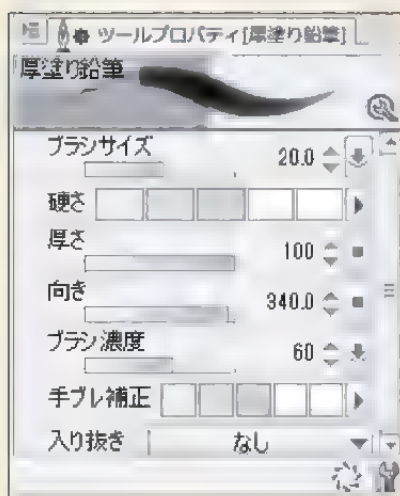 ツールプロパティ[厚塗り鉛筆]
厚塗り鉛筆
ブラシサイズ 20.0
硬さ
厚さ 100
向き 340.0
ブラシ濃度 60
手ブレ補正
入り抜き なし